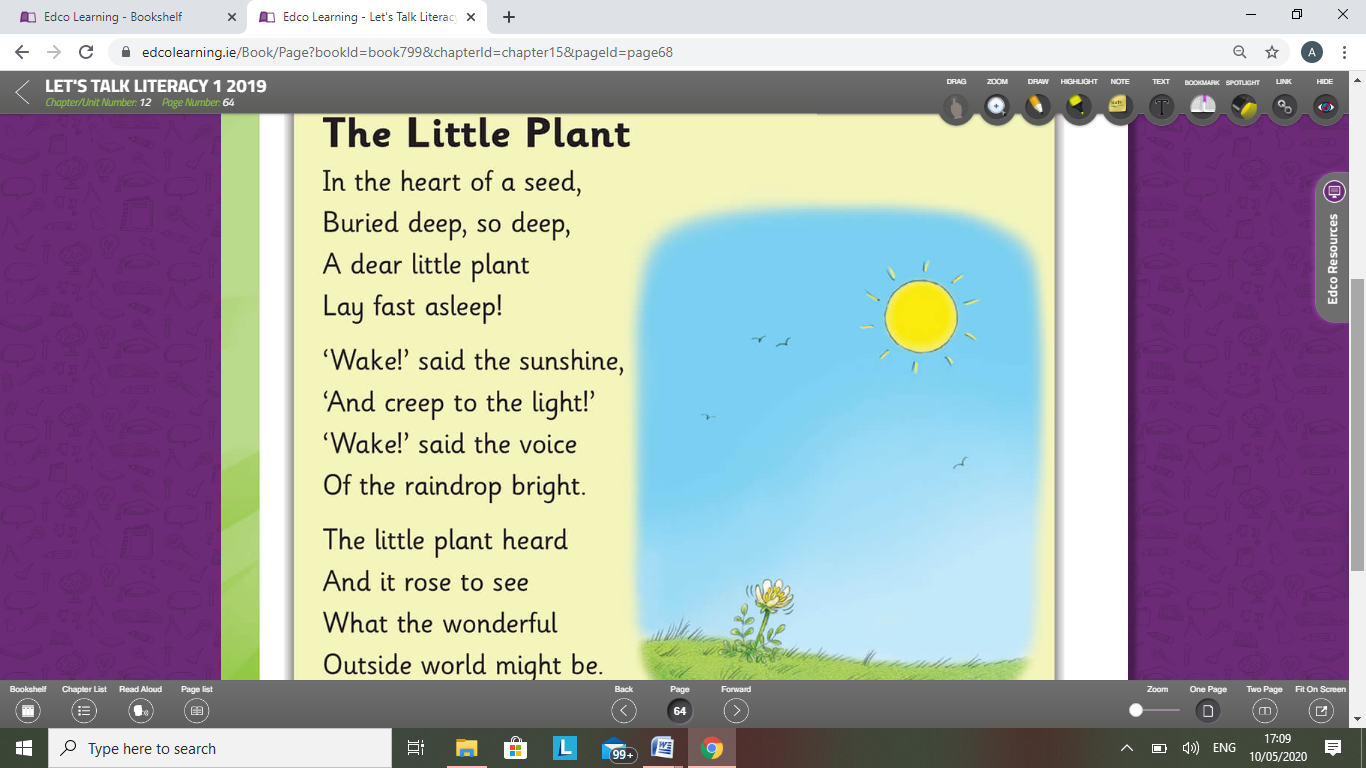 Edco Learning - Bookshelf
Edco Learning - Let's Talk Literacy
edcolearning.ie/Book/Page?bookId=book799&chapterId=chapter15&pageId=page68
A
LET'S TALK LITERACY 1 2019
Chapter/Unit Number: 12 Page Number: 64
DRAG ZOOM DRAW HIGHLIGHT NOTE TEXT BOOKMARK SPOTLIGHT LINK HIDE
Edco Resources
The Little Plant
In the heart of a seed,
Buried deep, so deep,
A dear little plant
Lay fast asleep!
‘Wake!’ said the sunshine,
‘And creep to the light!’
‘Wake!’ said the voice
Of the raindrop bright.
The little plant heard
And it rose to see
What the wonderful
Outside world might be.
Bookshelf Chapter List Read Aloud Page list Back Page Forward Zoom One Page Two Page Fit On Screen
64
Type here to search
L
99+
W
ENG
17:09
10/05/2020